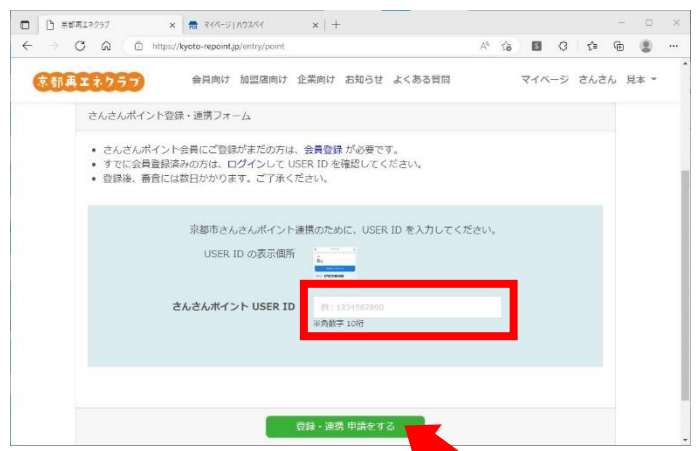 京都再エネクラブ
マイページ | カウスパイ
https://kyoto-repoint.jp/entry/point
京都再エネクラブ 会員向け 加盟店向け 企業向け お知らせ よくある質問 マイページ さんさん 見本
さんさんポイント登録・連携フォーム
さんさんポイント会員にご登録がまだの方は、会員登録 が必要です。
すでに会員登録済みの方は、ログインして USER ID を確認してください。
登録後、審査には数日かかります。ご了承ください。
京都市さんさんポイント連携のために、USER ID を入力してください。
USER ID の表示個所
さんさんポイント USER ID 例：1234567890
半角数字 10桁
登録・連携 申請をする